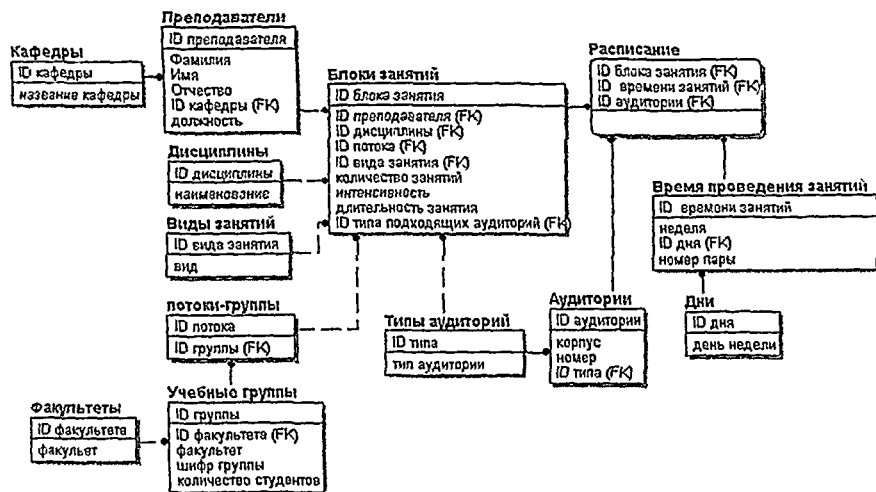 Преподаватели
ID преподавателя
Фамилия
Имя
Отчество
ID кафедры (FK)
должность
Кафедры
ID кафедры
название кафедры
Дисциплины
ID дисциплины
наименование
Виды занятий
ID вида занятия
вид
потоки-группы
ID потока
ID группы (FK)
Факультеты
ID факультета
факультет
Учебные группы
ID группы
ID факультета (FK)
факультет
шифр группы
количество студентов
Блоки занятий
ID блока занятия
ID преподавателя (FK)
ID дисциплины (FK)
ID потока (FK)
ID вида занятия (FK)
количество занятий
интенсивность
длительность занятия
ID типа подходящих аудиторий (FK)
Типы аудиторий
ID типа
тип аудитории
Аудитории
ID аудитории
корпус
номер
ID типа (FK)
Расписание
ID блока занятия (FK)
ID времени занятий (FK)
ID аудитории (FK)
Время проведения занятий
ID времени занятий
неделя
ID дня (FK)
номер пары
Дни
ID дня
день недели